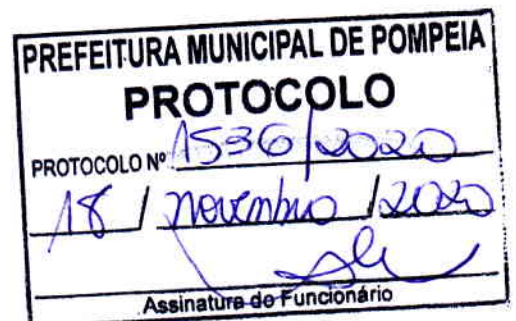 PREFEITURA MUNICIPAL DE POMPEIA
PROTOCOLO
PROTOCOLO Nº 1536/2020
18 / novembro / 2020
Assinatura do Funcionário